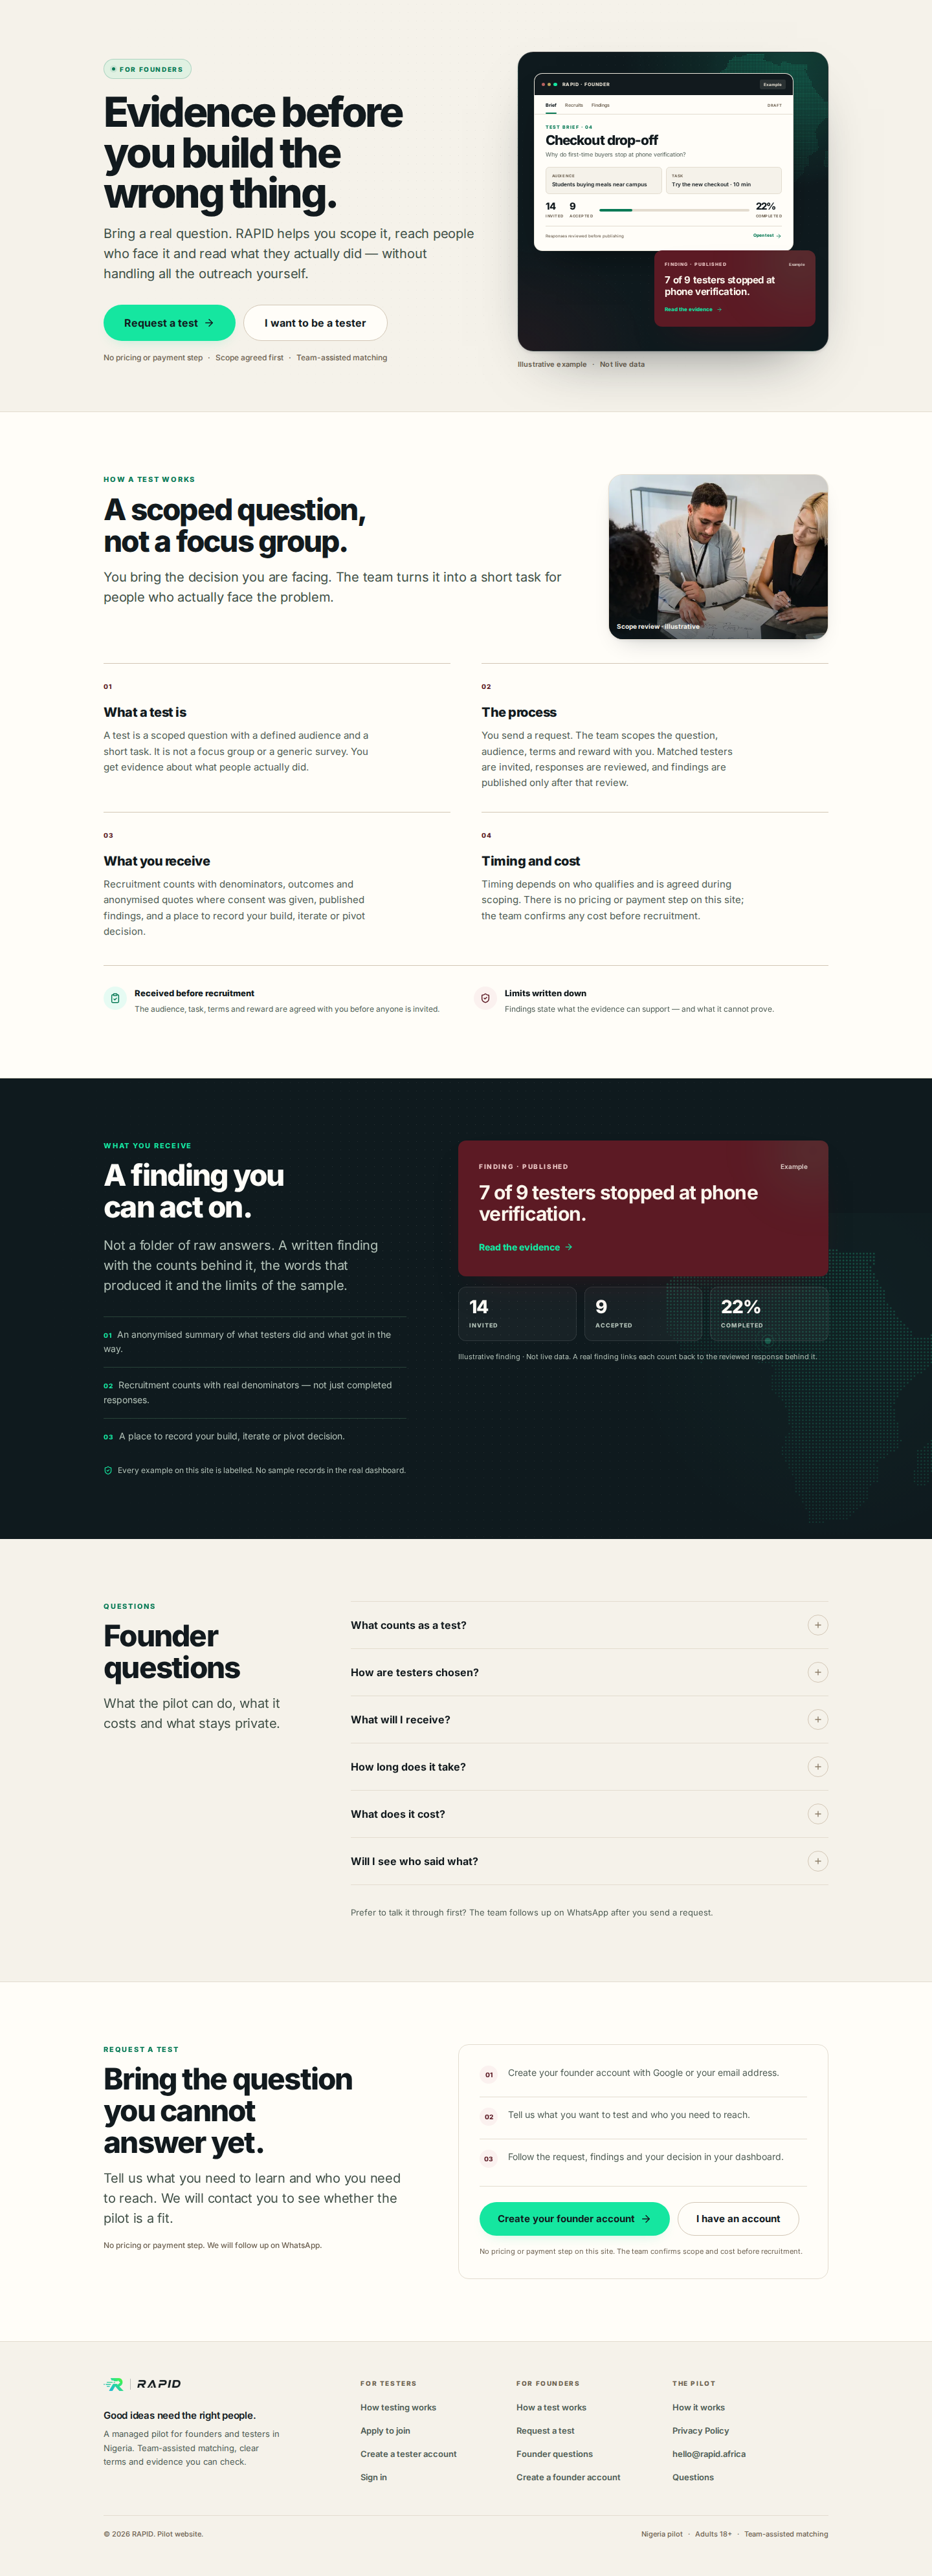 FOR FOUNDERS
Evidence before
you build the
wrong thing.
Bring a real question. RAPID helps you scope it, reach people
who face it and read what they actually did — without
handling all the outreach yourself.
Request a test →
I want to be a tester
No pricing or payment step · Scope agreed first · Team-assisted matching
RAPID · FOUNDER
Example
Brief
Recruits
Findings
DRAFT
TEST BRIEF · 04
Checkout drop-off
Why do first-time buyers stop at phone verification?
AUDIENCE
Students buying meals near campus
TASK
Try the new checkout · 10 min
14
INVITED
9
ACCEPTED
22%
COMPLETED
Responses reviewed before publishing
Open test →
FINDING · PUBLISHED
Example
7 of 9 testers stopped at
phone verification.
Read the evidence →
Illustrative example · Not live data
HOW A TEST WORKS
A scoped question,
not a focus group.
You bring the decision you are facing. The team turns it into a short task for
people who actually face the problem.
Scope review · Illustrative
01
What a test is
A test is a scoped question with a defined audience and a
short task. It is not a focus group or a generic survey. You
get evidence about what people actually did.
02
The process
You send a request. The team scopes the question,
audience, terms and reward with you. Matched testers
are invited, responses are reviewed, and findings are
published only after that review.
03
What you receive
Recruitment counts with denominators, outcomes and
anonymised quotes where consent was given, published
findings, and a place to record your build, iterate or pivot
decision.
04
Timing and cost
Timing depends on who qualifies and is agreed during
scoping. There is no pricing or payment step on this site;
the team confirms any cost before recruitment.
Received before recruitment
The audience, task, terms and reward are agreed with you before anyone is invited.
Limits written down
Findings state what the evidence can support — and what it cannot prove.
WHAT YOU RECEIVE
A finding you
can act on.
Not a folder of raw answers. A written finding
with the counts behind it, the words that
produced it and the limits of the sample.
01 An anonymised summary of what testers did and what got in the
way.
02 Recruitment counts with real denominators — not just completed
responses.
03 A place to record your build, iterate or pivot decision.
Every example on this site is labelled. No sample records in the real dashboard.
FINDING · PUBLISHED
Example
7 of 9 testers stopped at phone
verification.
Read the evidence →
14
INVITED
9
ACCEPTED
22%
COMPLETED
Illustrative finding · Not live data. A real finding links each count back to the reviewed response behind it.
QUESTIONS
Founder
questions
What the pilot can do, what it
costs and what stays private.
What counts as a test?
How are testers chosen?
What will I receive?
How long does it take?
What does it cost?
Will I see who said what?
Prefer to talk it through first? The team follows up on WhatsApp after you send a request.
REQUEST A TEST
Bring the question
you cannot
answer yet.
Tell us what you need to learn and who you need
to reach. We will contact you to see whether the
pilot is a fit.
No pricing or payment step. We will follow up on WhatsApp.
01 Create your founder account with Google or your email address.
02 Tell us what you want to test and who you need to reach.
03 Follow the request, findings and your decision in your dashboard.
Create your founder account →
I have an account
No pricing or payment step on this site. The team confirms scope and cost before recruitment.
R RAPID
Good ideas need the right people.
A managed pilot for founders and testers in
Nigeria. Team-assisted matching, clear
terms and evidence you can check.
FOR TESTERS
How testing works
Apply to join
Create a tester account
Sign in
FOR FOUNDERS
How a test works
Request a test
Founder questions
Create a founder account
THE PILOT
How it works
Privacy Policy
hello@rapid.africa
Questions
© 2026 RAPID. Pilot website.
Nigeria pilot · Adults 18+ · Team-assisted matching